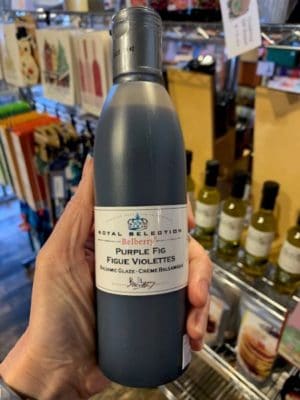 ROYAL SELECTION
Belberry
PURPLE FIG
FIGUE VIOLETTES
BALSAMIC GLAZE - CRÈME BALSAMIQUE